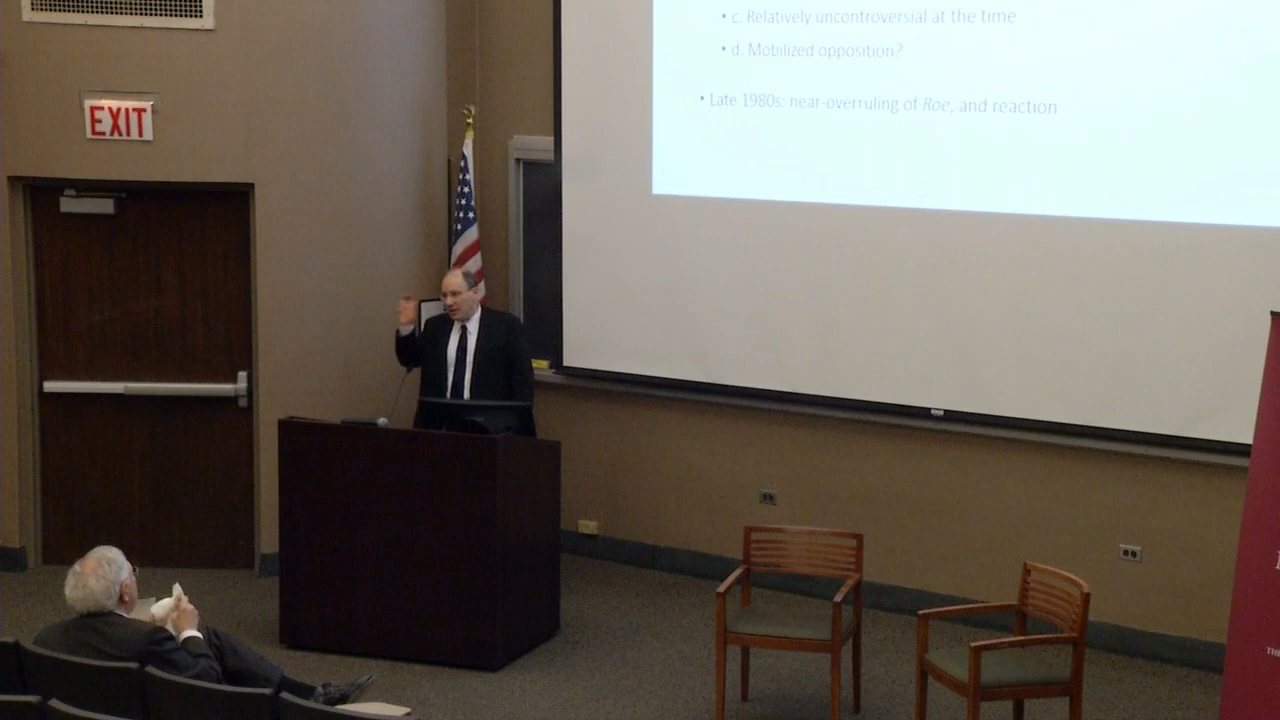 • c. Relatively uncontroversial at the time
• d. Mobilized opposition?
• Late 1980s: near-overruling of Roe, and reaction
EXIT